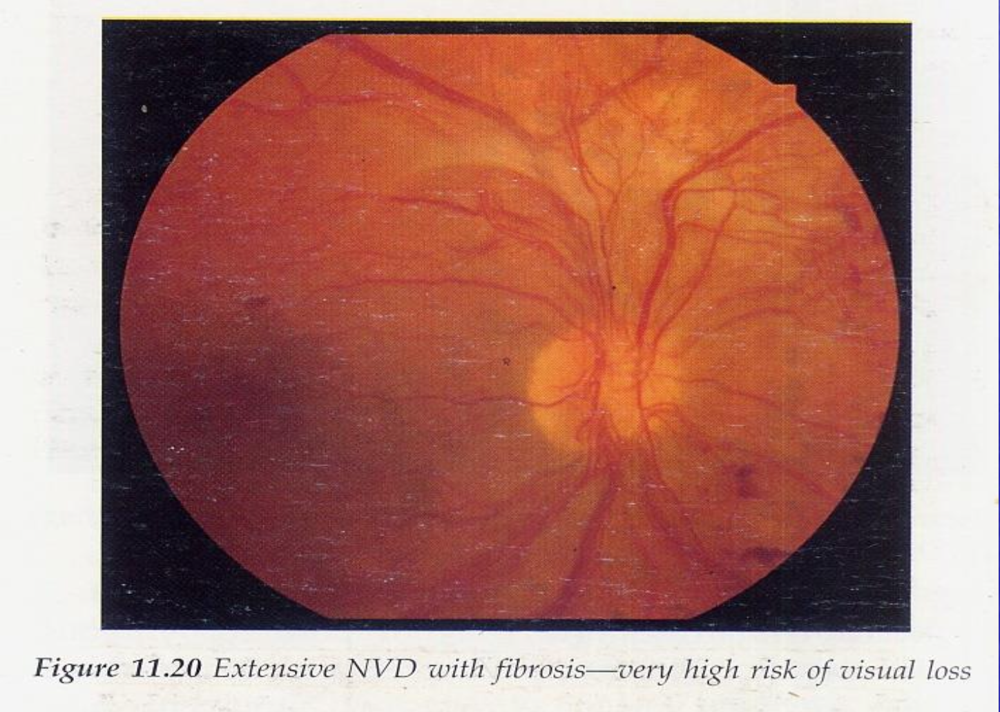 Figure 11.20 Extensive NVD with fibrosis—very high risk of visual loss